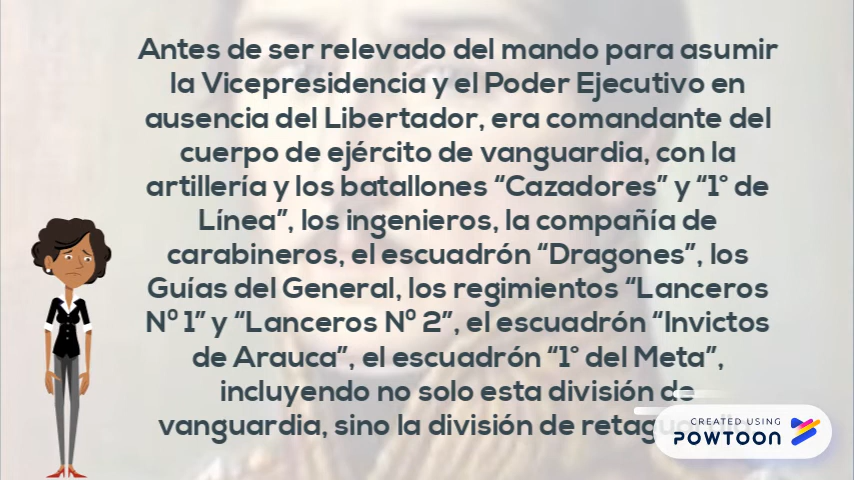 Antes de ser relevado del mando para asumir
la Vicepresidencia y el Poder Ejecutivo en
ausencia del Libertador, era comandante del
cuerpo de ejército de vanguardia, con la
artillería y los batallones “Cazadores” y “1° de
Línea”, los ingenieros, la compañía de
carabineros, el escuadrón “Dragones”, los
Guías del General, los regimientos “Lanceros
Nº 1” y “Lanceros Nº 2”, el escuadrón “Invictos
de Arauca”, el escuadrón “1° del Meta”,
incluyendo no solo esta división de
vanguardia, sino la división de
CREATED USING
POWTOON